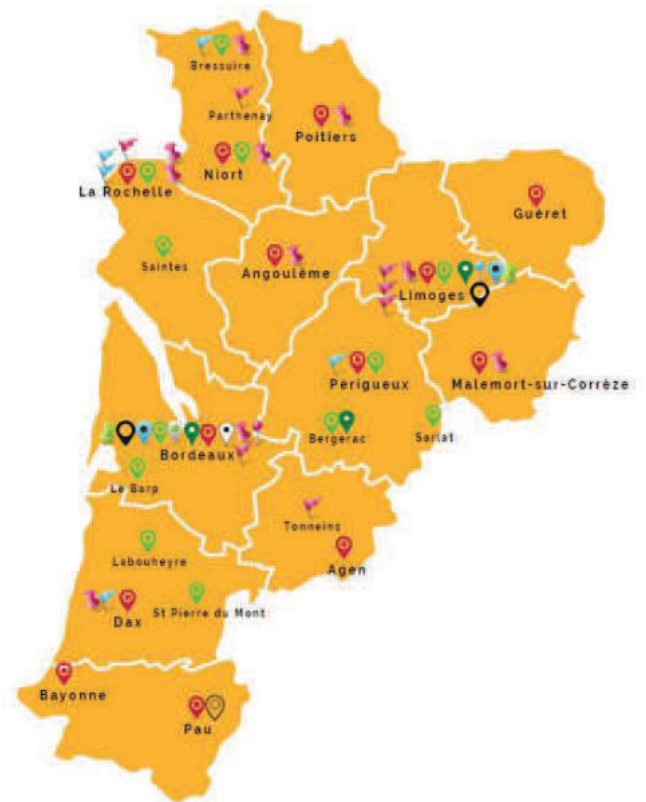 Bressuire
Parthenay
Poitiers
Niort
La Rochelle
Guéret
Saintes
Angoulême
Limoges
Périgueux
Malemort-sur-Corrèze
Bergerac
Sarlat
Bordeaux
Le Barp
Tonneins
Labouheyre
Agen
St Pierre du Mont
Dax
Bayonne
Pau